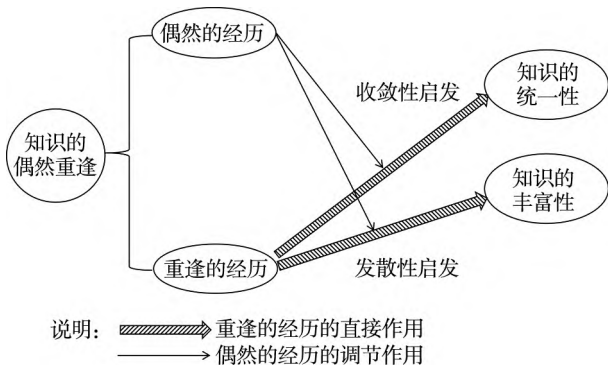 偶然的经历
收敛性启发
知识的
统一性
知识的
偶然重逢
知识的
丰富性
重逢的经历
发散性启发
说明：
重逢的经历的直接作用
偶然的经历的调节作用